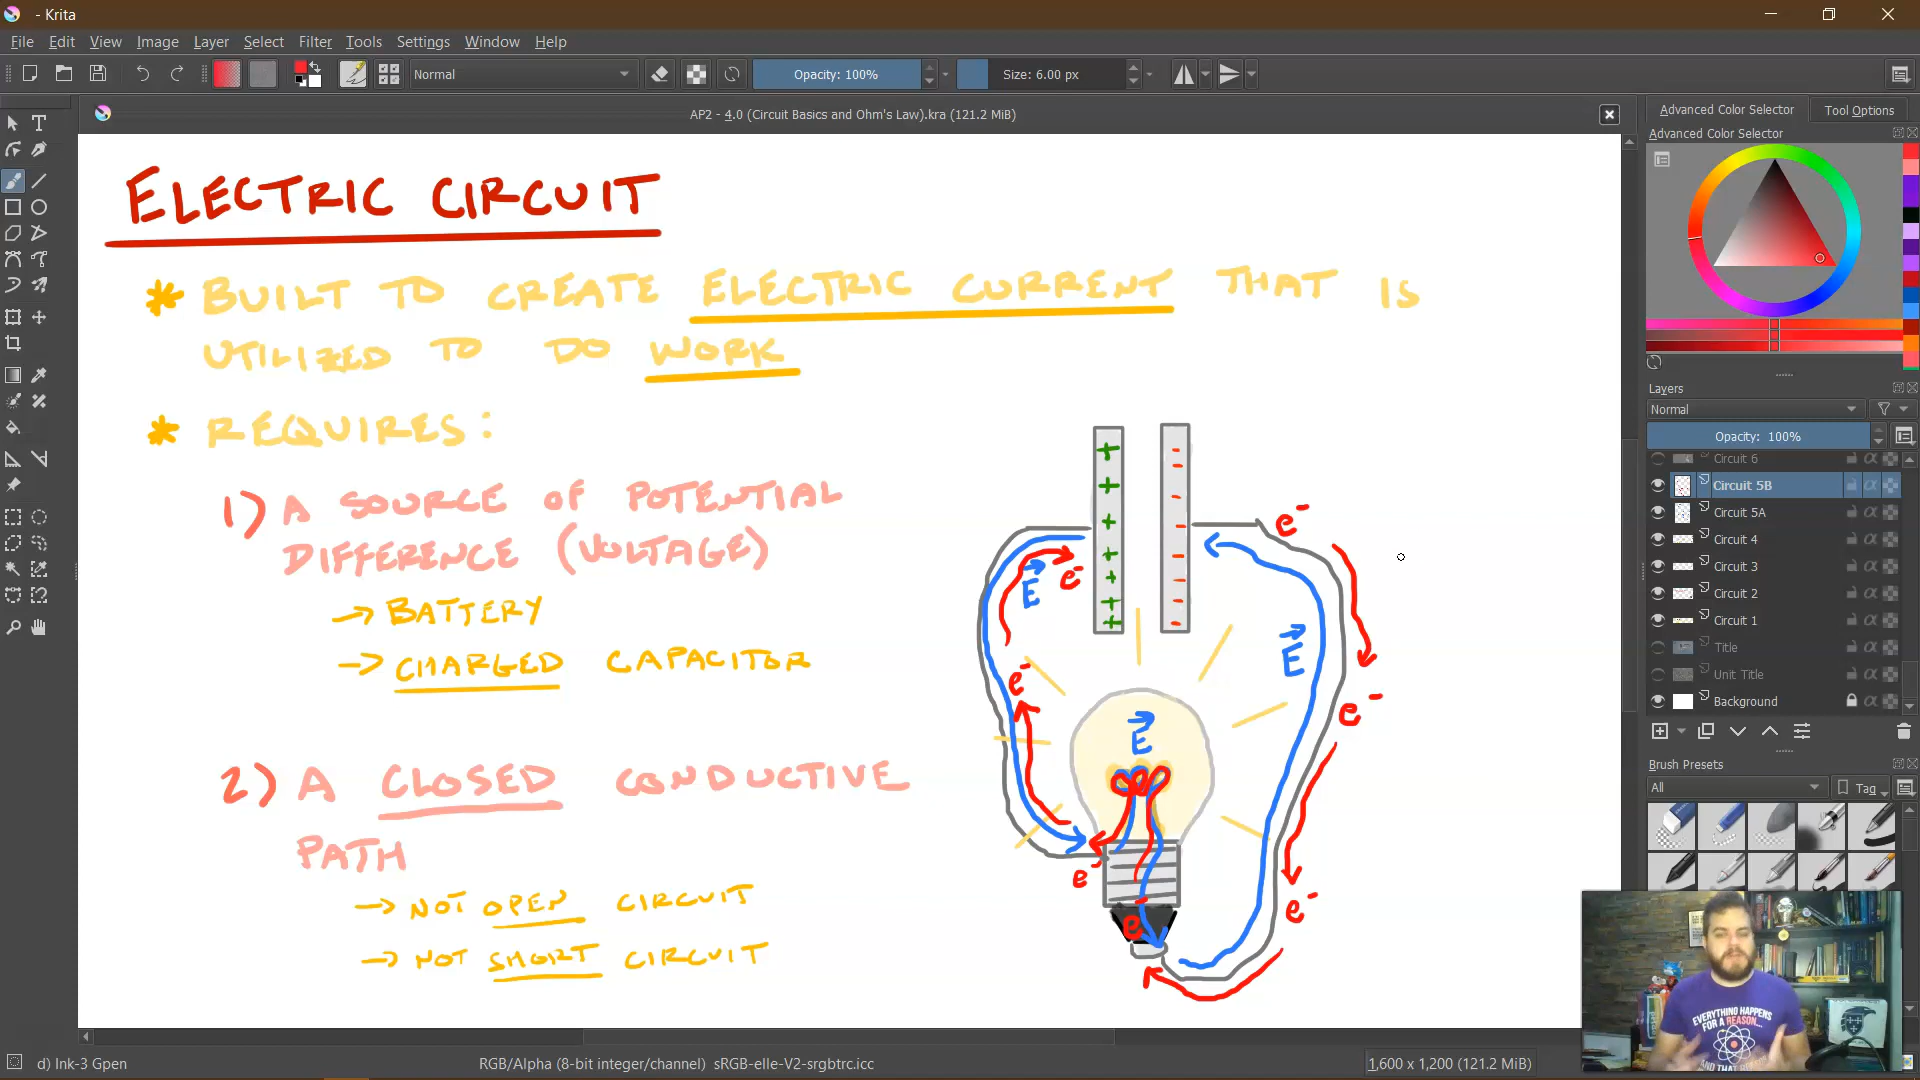 - Krita
File Edit View Image Layer Select Filter Tools Settings Window Help
Normal
Opacity: 100%
Size: 6.00 px
AP2 - 4.0 (Circuit Basics and Ohm's Law).kra (121.2 MiB)
Advanced Color Selector
Tool Options
Advanced Color Selector
ELECTRIC CIRCUIT
* BUILT TO CREATE ELECTRIC CURRENT THAT IS
UTILIZED TO DO WORK
* REQUIRES:
1) A SOURCE OF POTENTIAL
DIFFERENCE (VOLTAGE)
→ BATTERY
→ CHARGED CAPACITOR
2) A CLOSED CONDUCTIVE
PATH
→ NOT OPEN CIRCUIT
→ NOT SHORT CIRCUIT
+ + + + + + +
- - - - - - - -
e-
E
e-
E
e-
e-
E
e-
e-
e
Layers
Normal
Opacity: 100%
Circuit 6
Circuit 5B
Circuit 5A
Circuit 4
Circuit 3
Circuit 2
Circuit 1
Title
Unit Title
Background
Brush Presets
All
Tag
EVERYTHING HAPPENS
FOR A REASON...
AND THAT
d) Ink-3 Gpen
RGB/Alpha (8-bit integer/channel) sRGB-elle-V2-srgbtrc.icc
1,600 x 1,200 (121.2 MiB)